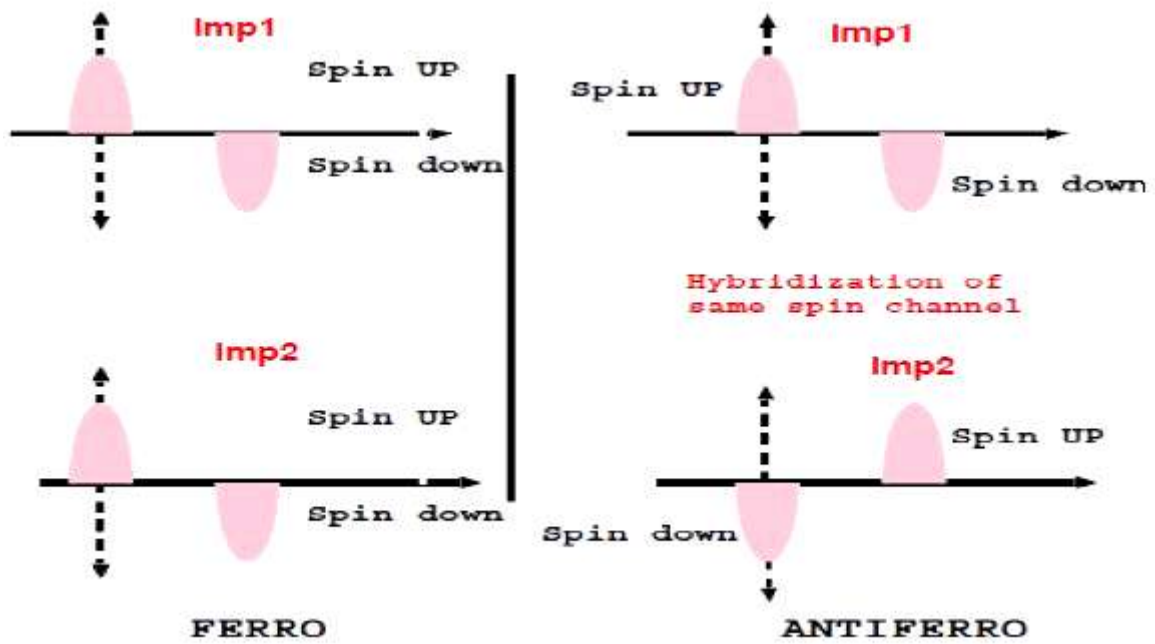 Imp1
Spin UP
Spin down
Imp2
Spin UP
Spin down
FERRO
Imp1
Spin UP
Spin down
Hybridization of
same spin channel
Imp2
Spin UP
Spin down
ANTIFERRO